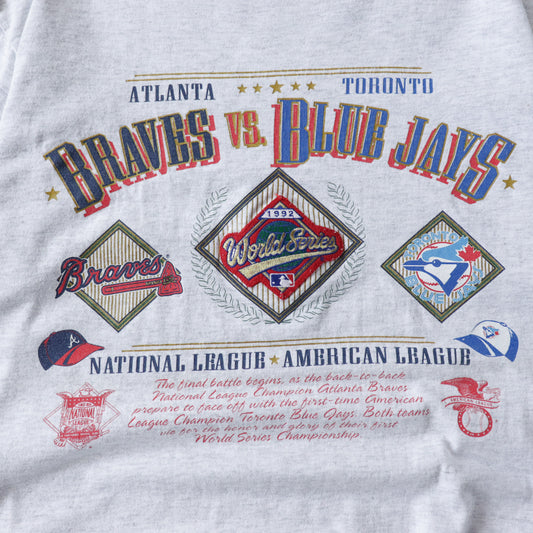 ATLANTA TORONTO
BRAVES VS. BLUE JAYS
1992
World Series
Braves
TORONTO
BLUE JAYS
A
NATIONAL LEAGUE ★ AMERICAN LEAGUE
The final battle begins, as the back-to-back
National League Champion Atlanta Braves
prepare to face off with the first-time American
League Champion Toronto Blue Jays. Both teams
vie for the honor and glory of their first
World Series Championship.
NATIONAL
LEAGUE
AMERICAN LEAGUE